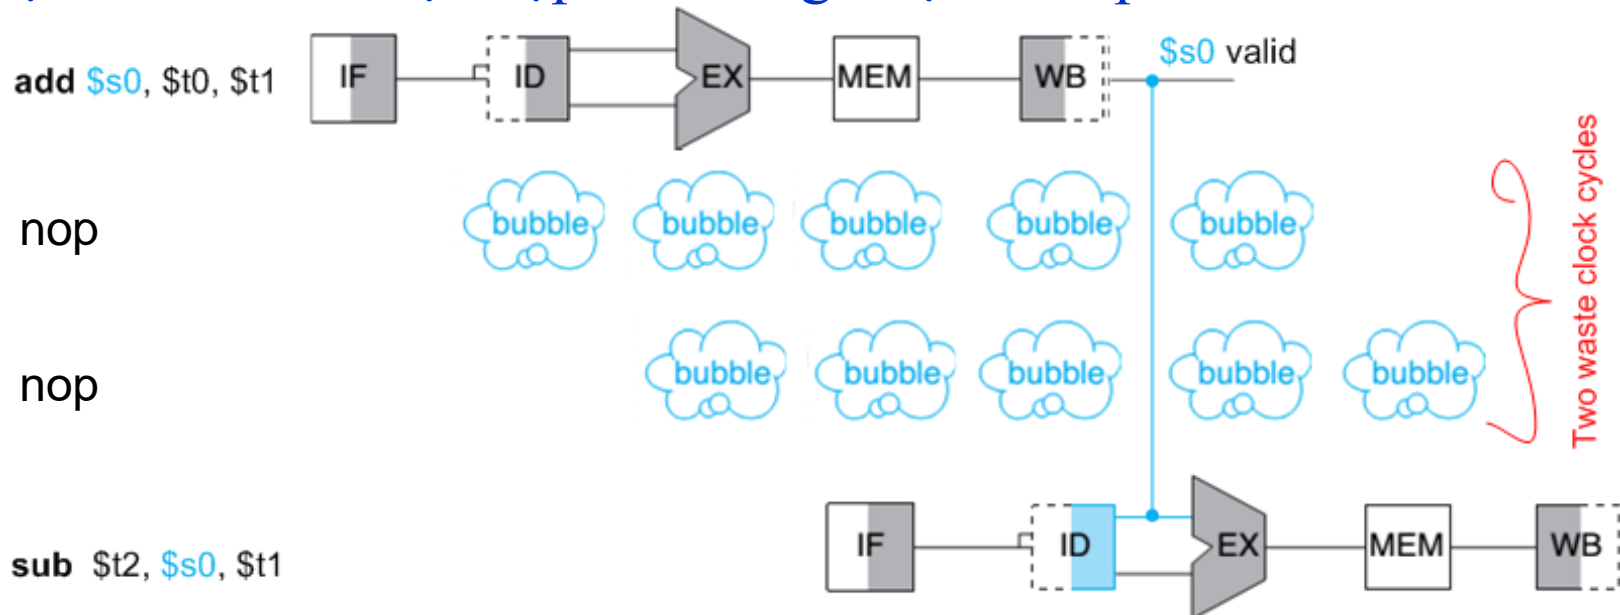 add $s0, $t0, $t1
IF ID EX MEM WB
$s0 valid
nop
bubble bubble bubble bubble bubble
nop
bubble bubble bubble bubble bubble
Two waste clock cycles
sub $t2, $s0, $t1
IF ID EX MEM WB